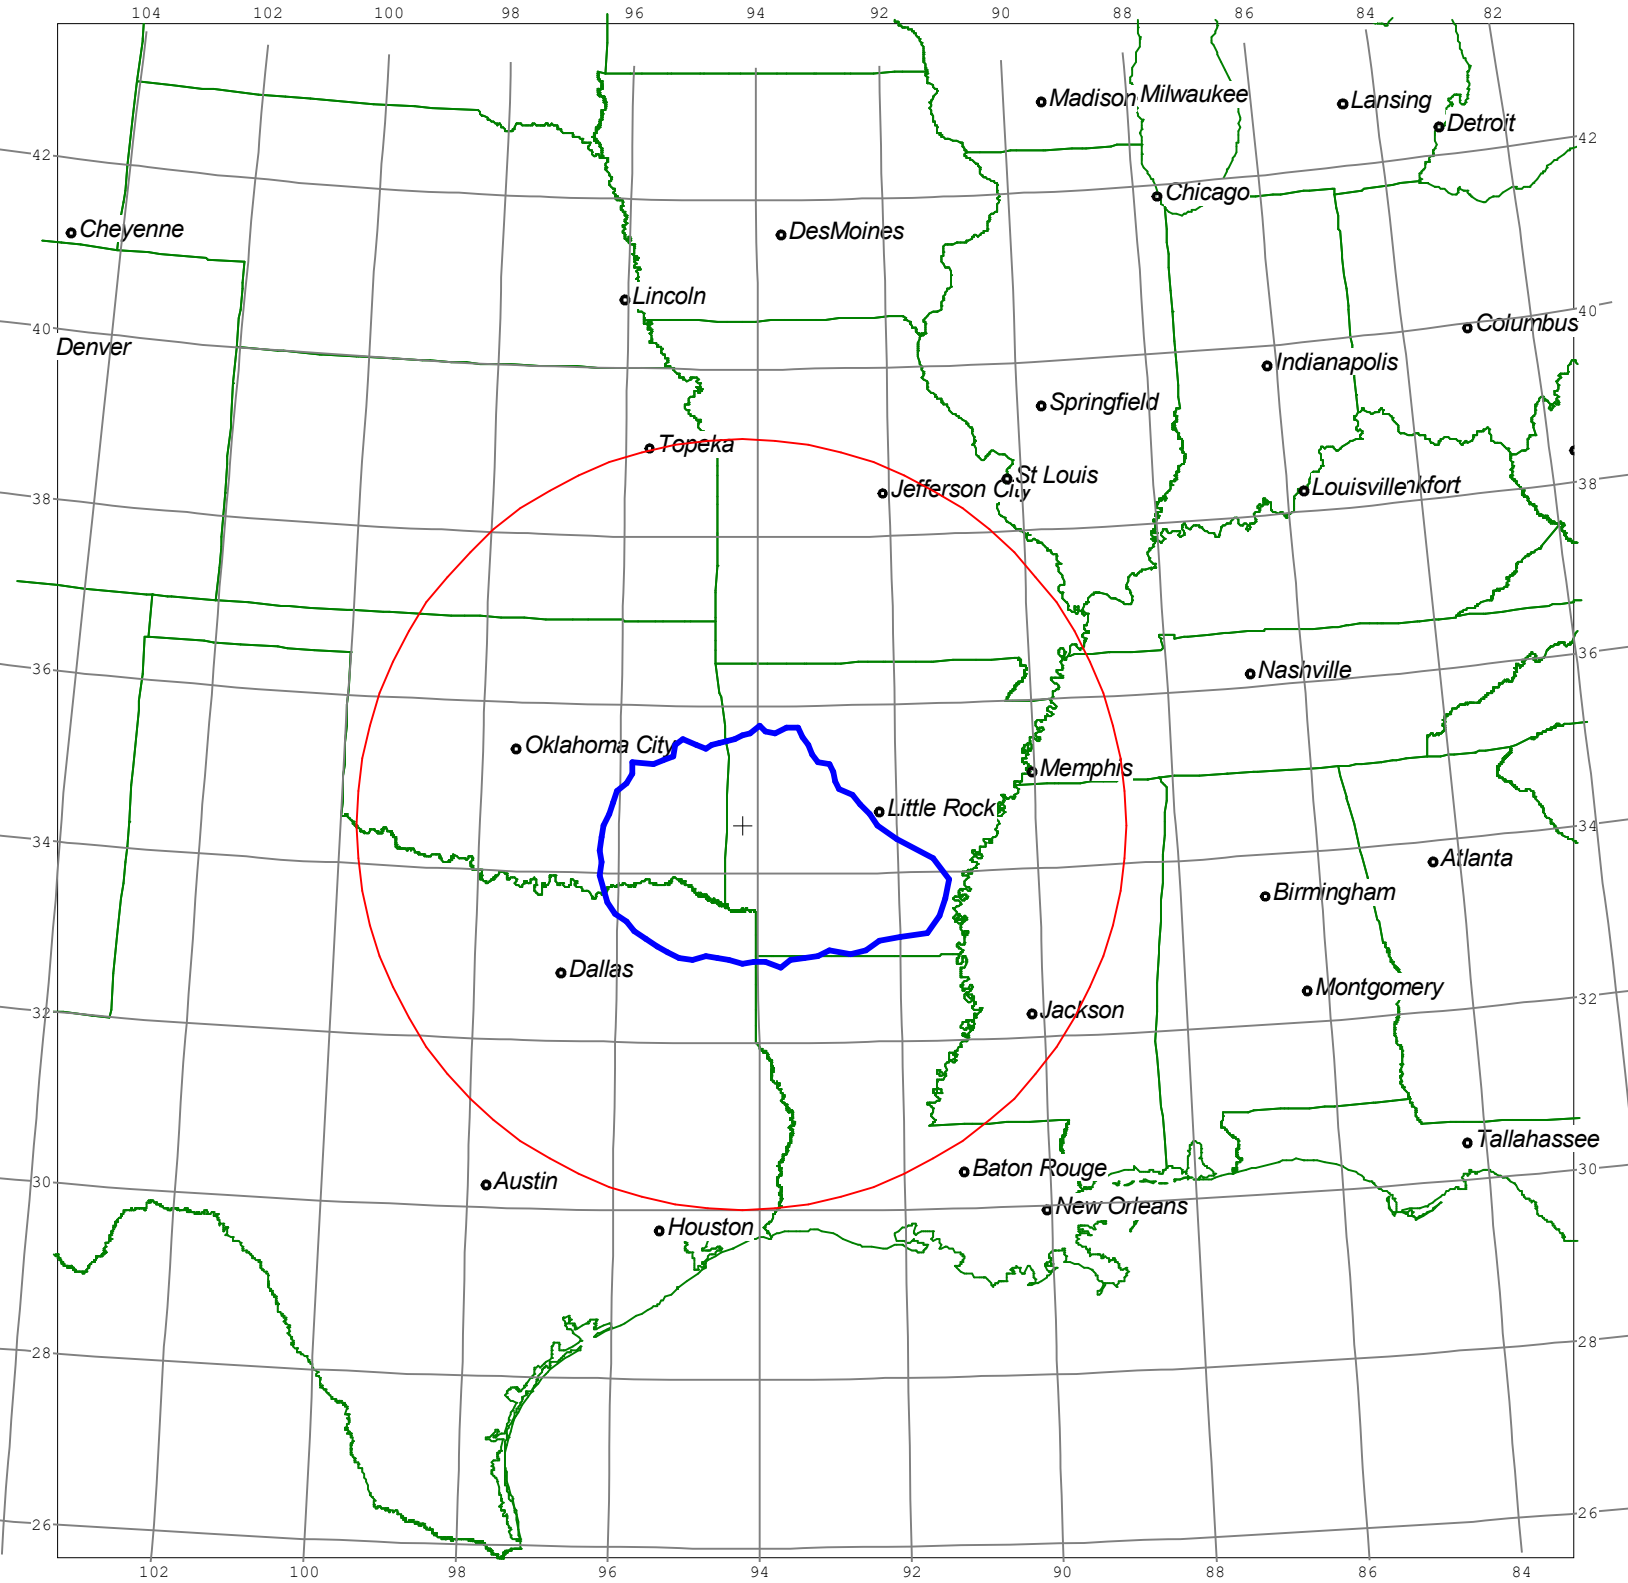 104 102 100 98 96 94 92 90 88 86 84 82
Madison Milwaukee Lansing
Detroit
42 42
Chicago
Cheyenne DesMoines
Lincoln
40 Columbus 40
Denver
Indianapolis
Springfield
Topeka
St Louis
38 Jefferson City Louisville nkfort 38
36 Nashville 36
Oklahoma City
Memphis
Little Rock
34 34
Atlanta
Birmingham
Dallas
Montgomery
32 Jackson 32
Tallahassee
30 Austin Baton Rouge 30
New Orleans
Houston
28 28
26 26
102 100 98 96 94 92 90 88 86 84